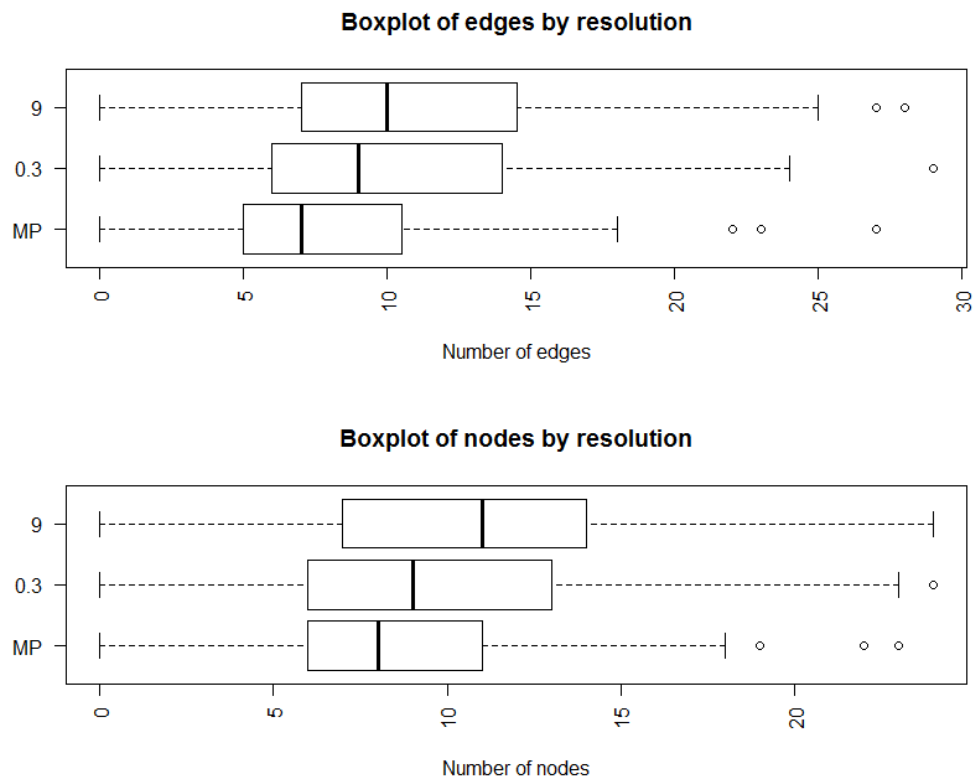 Boxplot of edges by resolution
9
0.3
MP
0 5 10 15 20 25 30
Number of edges
Boxplot of nodes by resolution
9
0.3
MP
0 5 10 15 20
Number of nodes